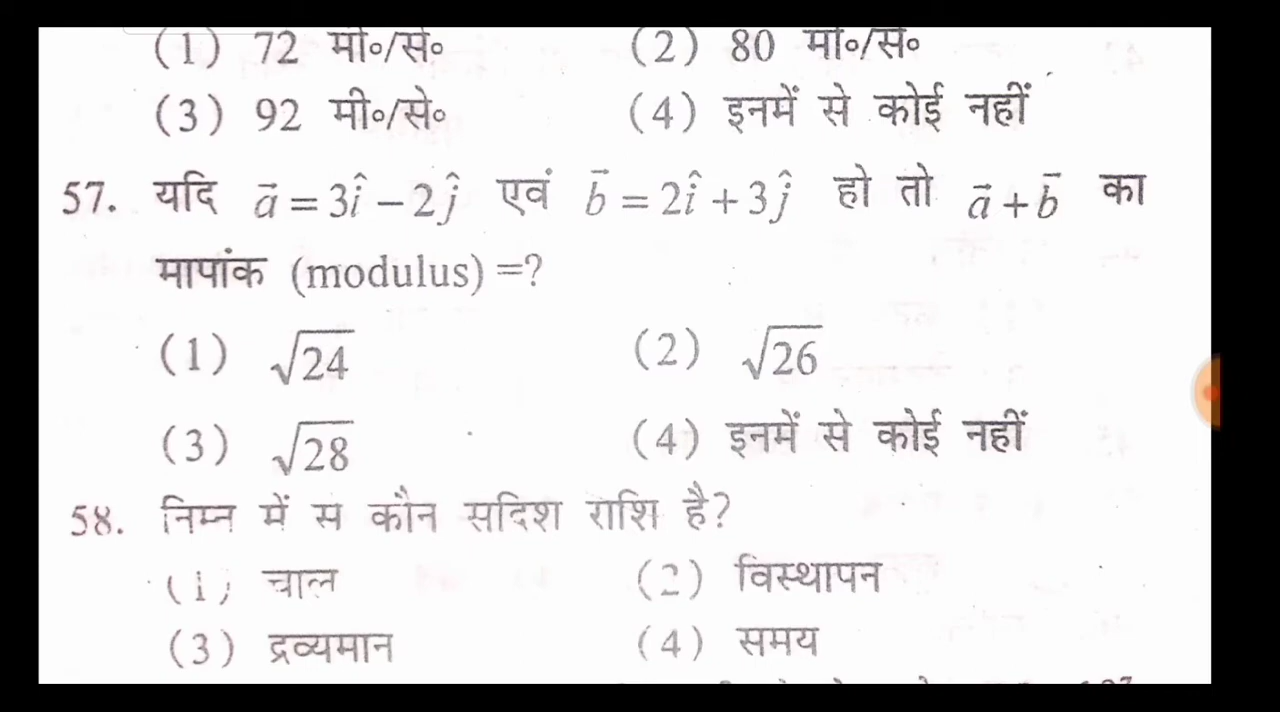 (1) 72 मी०/से० (2) 80 मी०/से०
(3) 92 मी०/से० (4) इनमें से कोई नहीं
57. यदि a⃗ = 3î − 2ĵ एवं b⃗ = 2î + 3ĵ हो तो a⃗ + b⃗ का
मापांक (modulus) =?
(1) √24 (2) √26
(3) √28 (4) इनमें से कोई नहीं
58. निम्न में स कौन सदिश राशि है?
(1) चाल (2) विस्थापन
(3) द्रव्यमान (4) समय